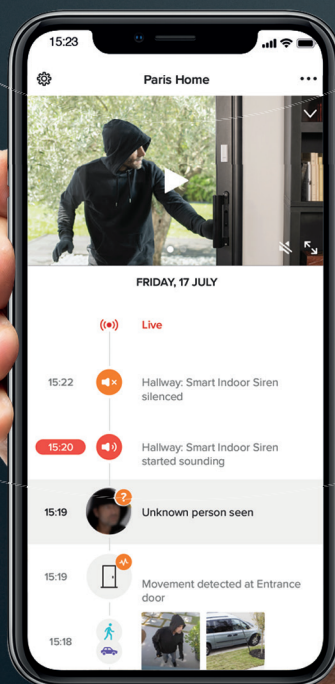 15:23
Paris Home
FRIDAY, 17 JULY
Live
15:22
Hallway: Smart Indoor Siren
silenced
15:20
Hallway: Smart Indoor Siren
started sounding
15:19
?
Unknown person seen
15:19
Movement detected at Entrance
door
15:18